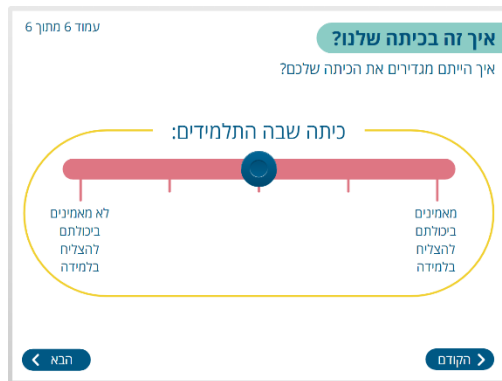 עמוד 6 מתוך 6
איך זה בכיתה שלנו?
איך הייתם מגדירים את הכיתה שלכם?
כיתה שבה התלמידים:
מאמינים
ביכולתם
להצליח
בלמידה
לא מאמינים
ביכולתם
להצליח
בלמידה
הקודם
הבא